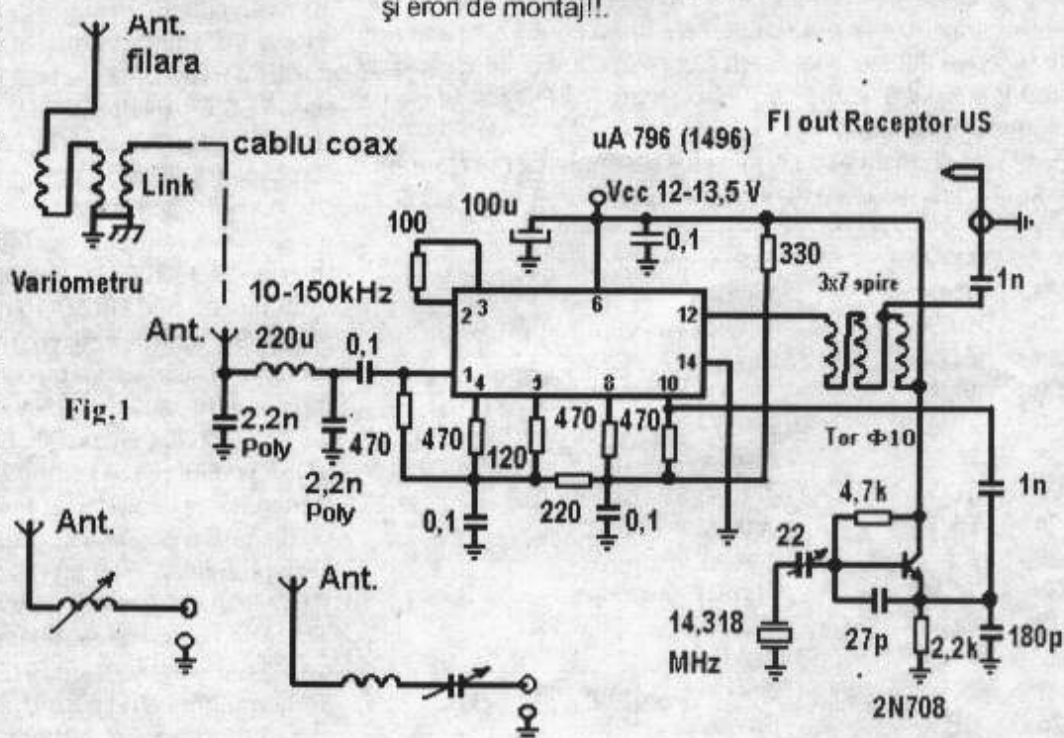 și erori de montaj!!.
Ant.
filara
cablu coax
Link
Variometru
uA 796 (1496)
FI out Receptor US
Vcc 12-13,5 V
100u
0,1
330
100
3x7 spire
1n
10-150kHz
Ant.
220u
0,1
2 3
6
12
14
1
4
5
8
10
Fig.1
2,2n
Poly
470
470
120
470
470
Tor Φ10
2,2n
Poly
0,1
220
0,1
4,7k
1n
22
Ant.
Ant.
14,318
MHz
27p
2,2k
180p
2N708